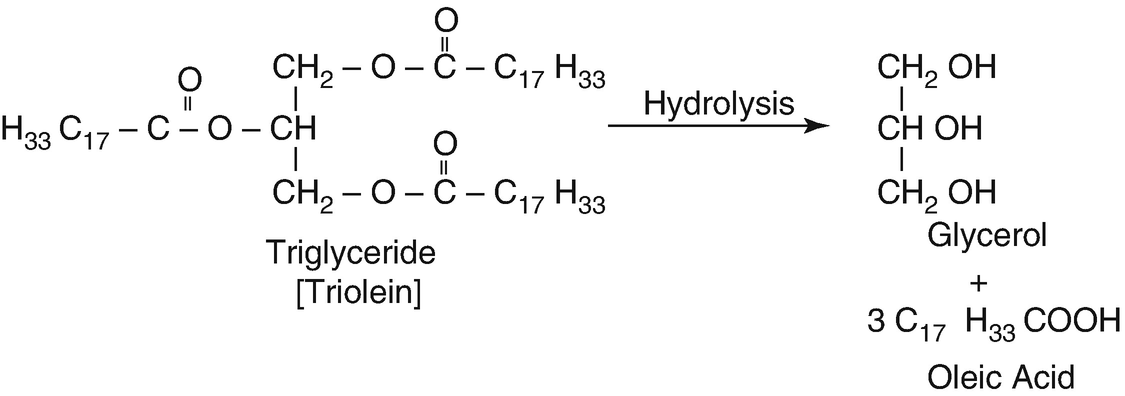 O
CH₂ – O – C – C₁₇ H₃₃
O
H₃₃ C₁₇ – C – O – CH
O
CH₂ – O – C – C₁₇ H₃₃
Triglyceride
[Triolein]
Hydrolysis
CH₂ OH
CH OH
CH₂ OH
Glycerol
+
3 C₁₇ H₃₃ COOH
Oleic Acid